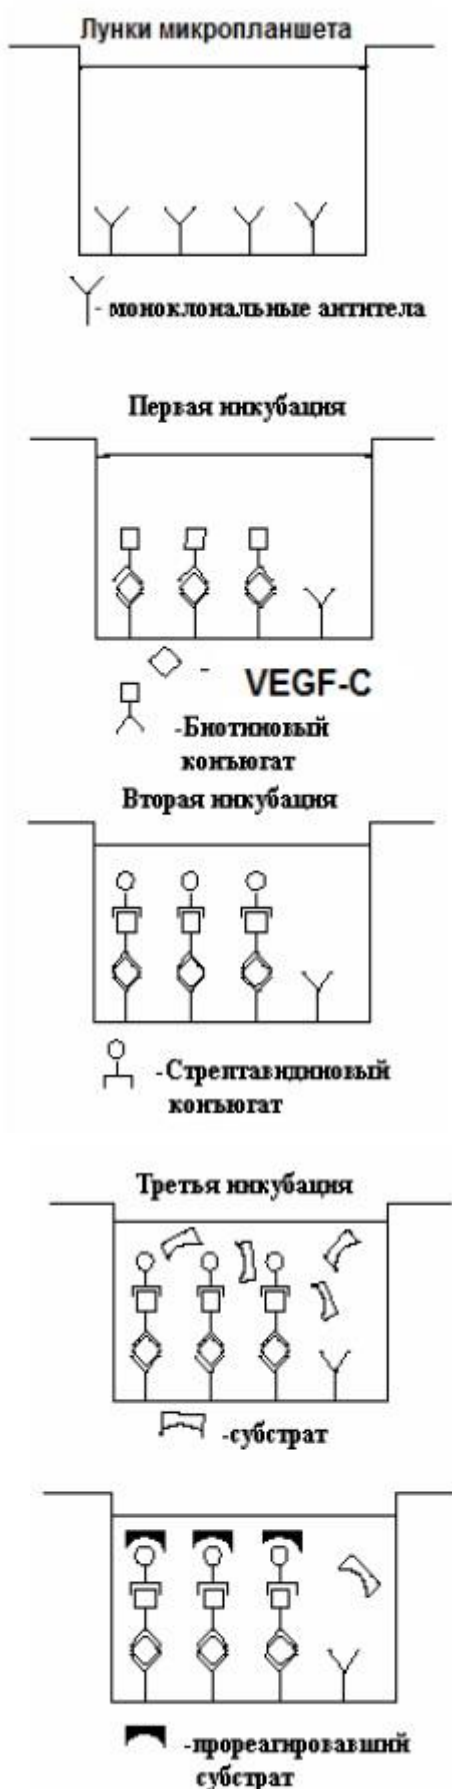 Лунки микропланшета
- моноклональные антитела
Первая инкубация
- VEGF-C
-Биотиновый
конъюгат
Вторая инкубация
-Стрептавидиновый
конъюгат
Третья инкубация
-субстрат
-прореагировавший
субстрат